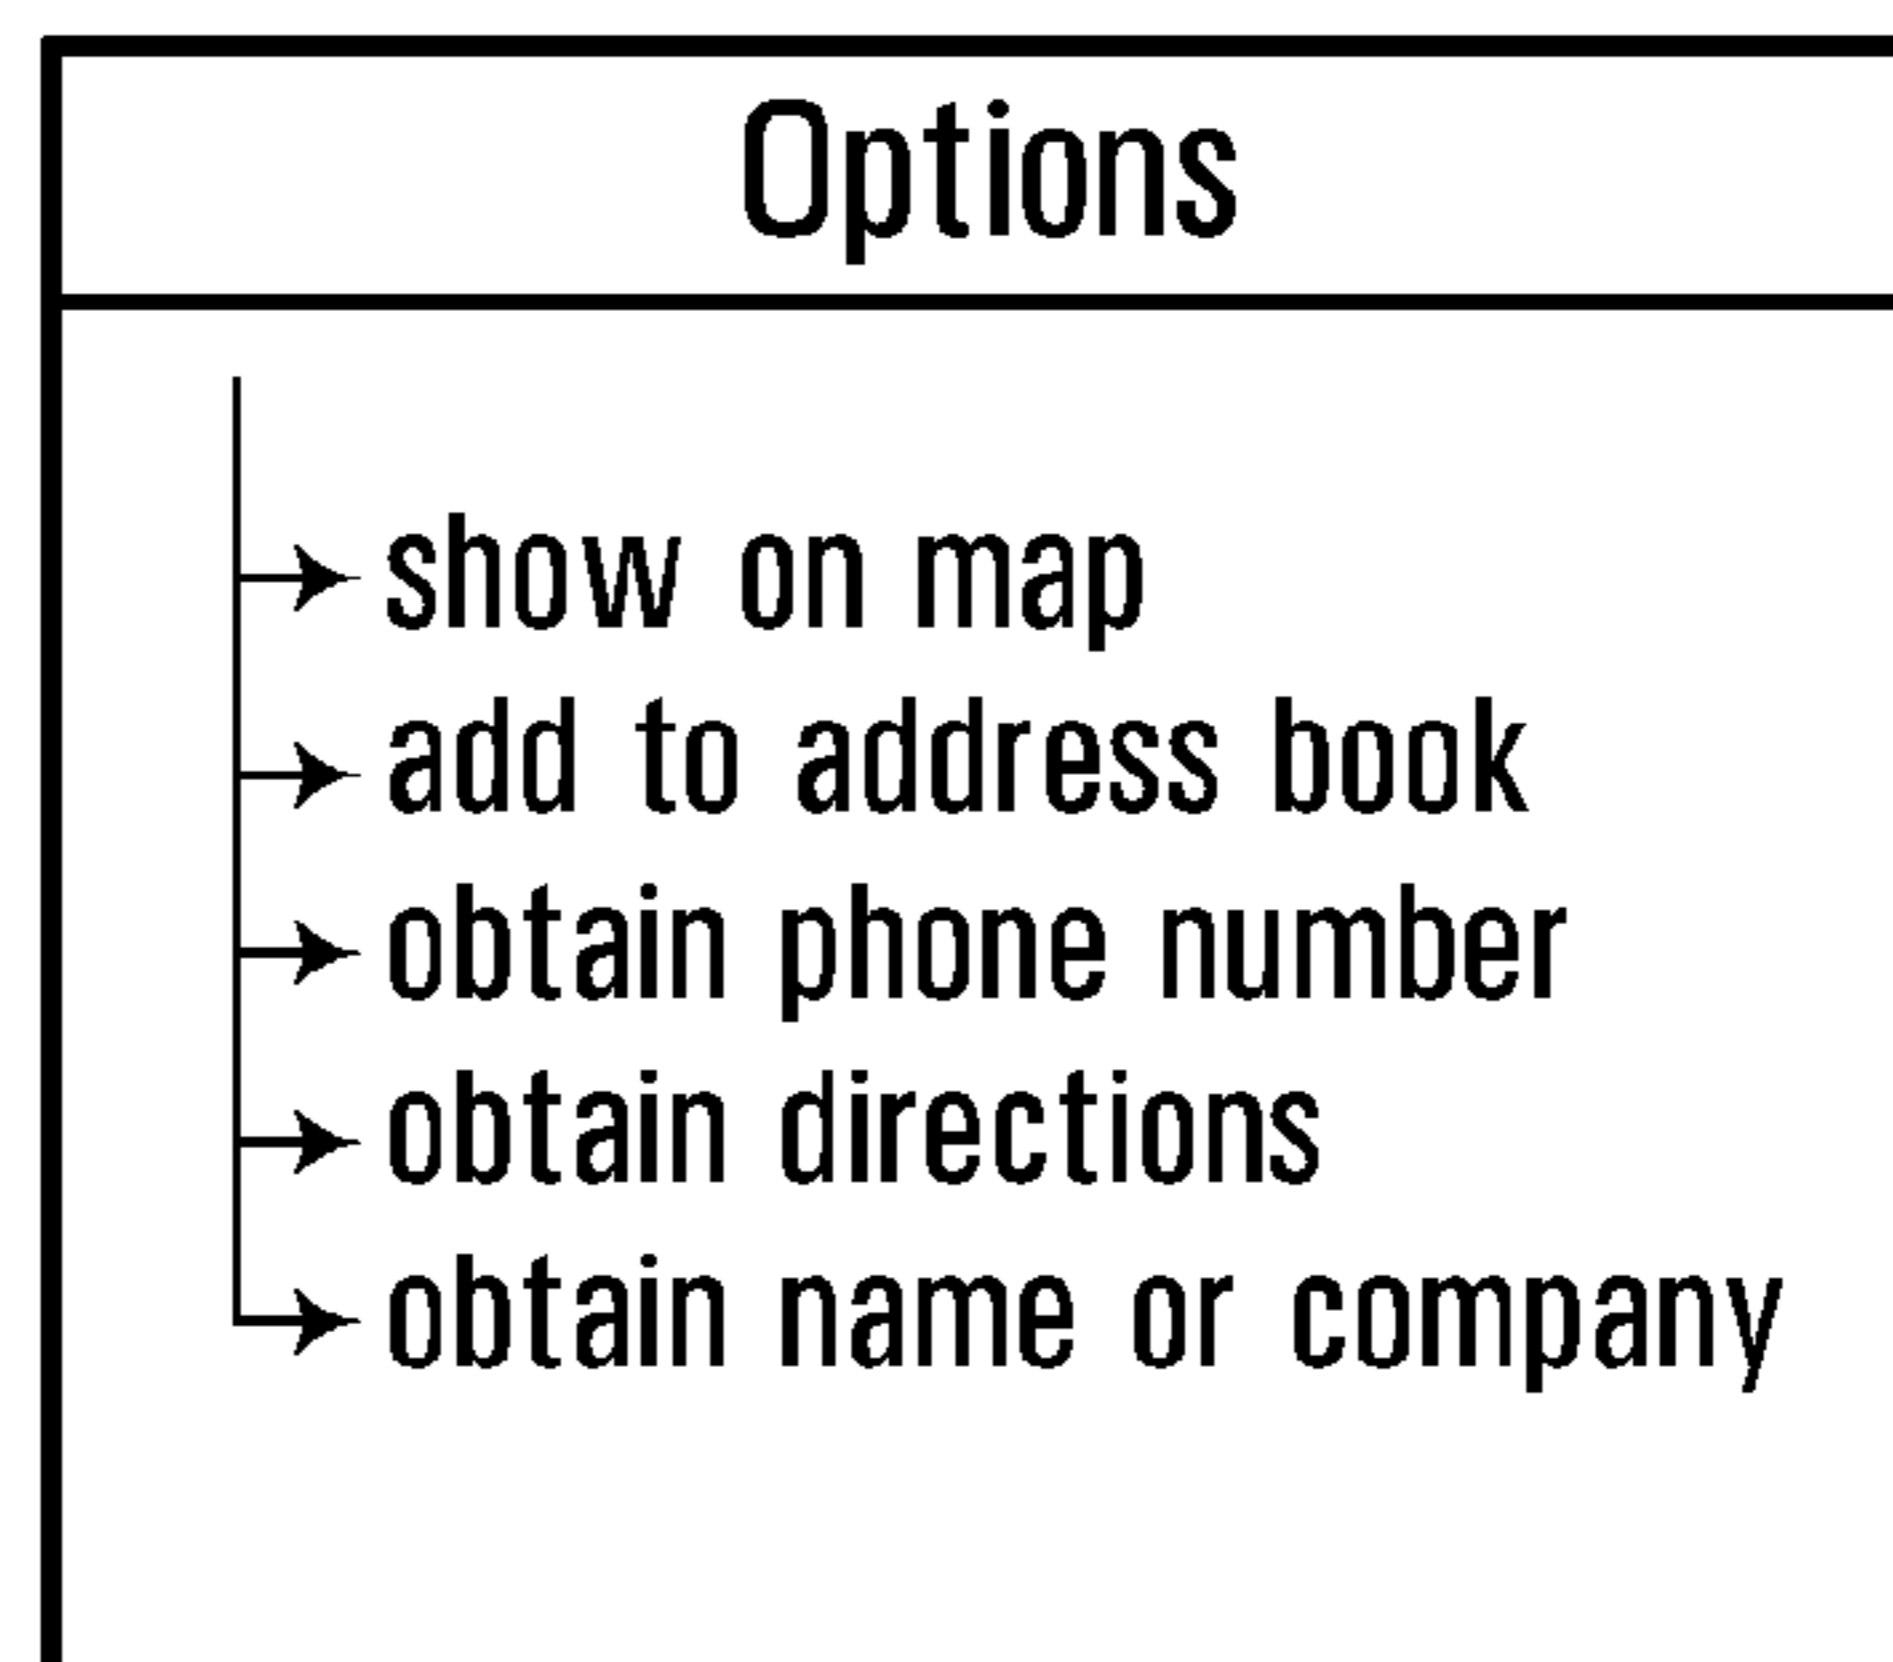 Options
show on map
add to address book
obtain phone number
obtain directions
obtain name or company